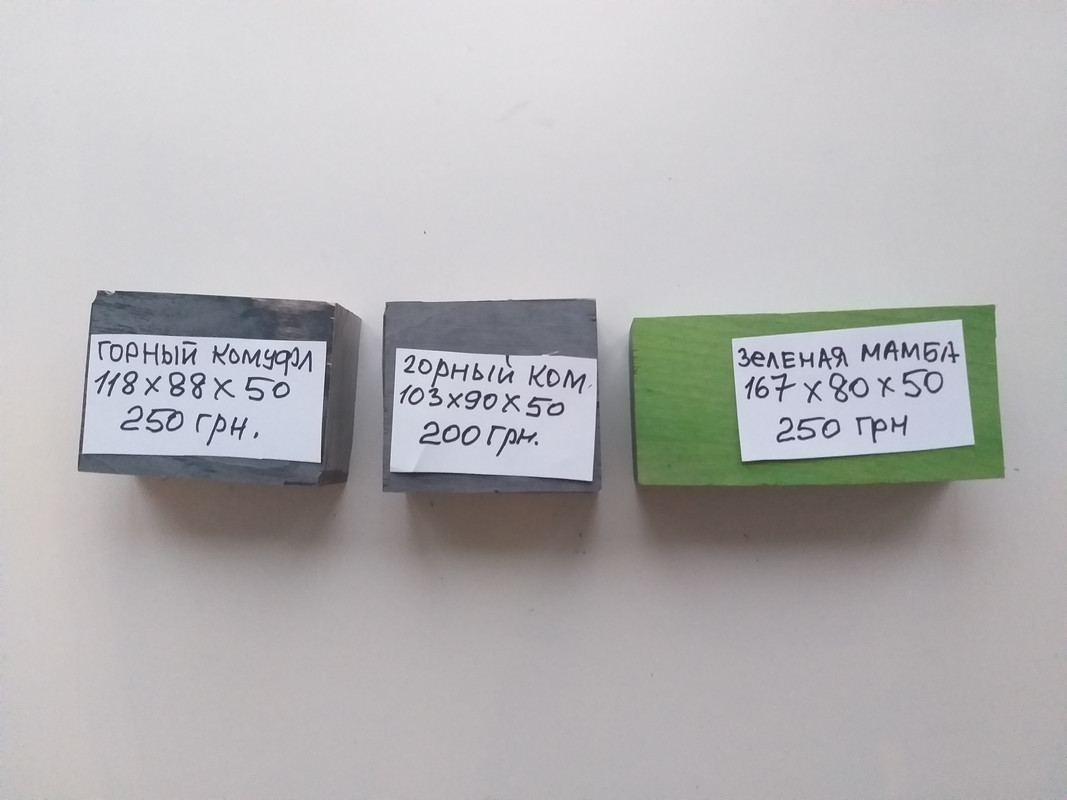 ГОРНЫЙ КОМУФЛ
118 х 88 х 50
250 ГРН.
ГОРНЫЙ КОМ.
103х90х50
200 ГРН.
ЗЕЛЕНАЯ МАМБА
167 х 80 х 50
250 ГРН